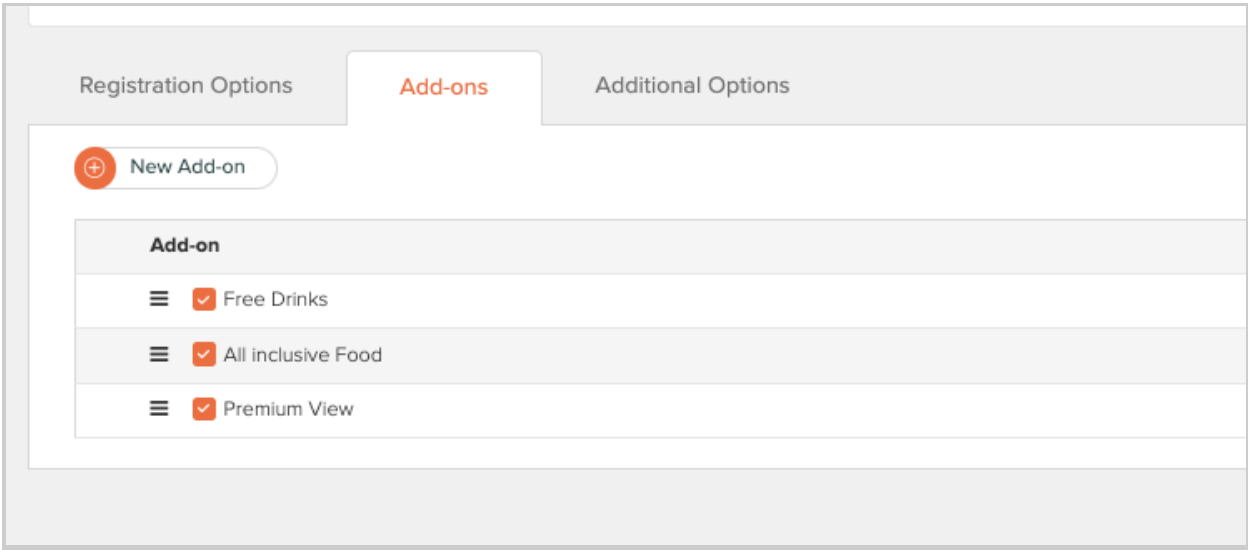 Registration Options
Add-ons
Additional Options
New Add-on
Add-on
Free Drinks
All inclusive Food
Premium View